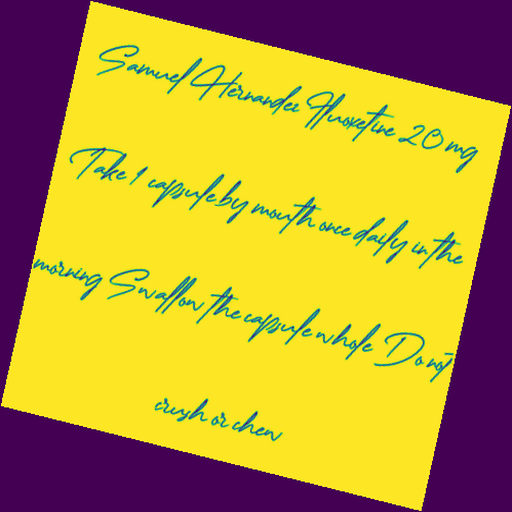 Samuel Hernandez Fluoxetine 20 mg
Take 1 capsule by mouth once daily in the
morning Swallow the capsule whole Do not
crush or chew